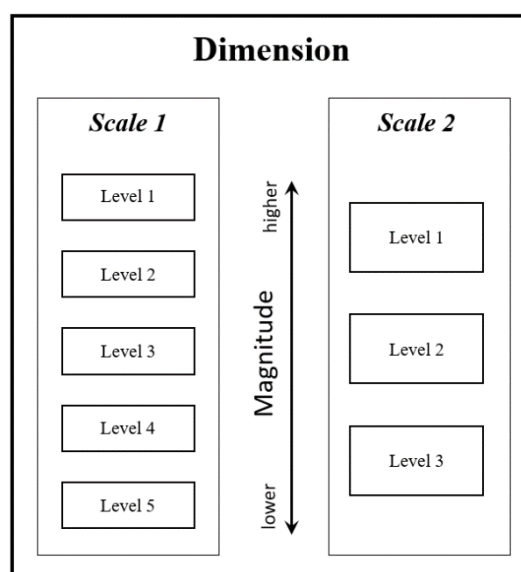 Dimension
Scale 1
Level 1
Level 2
Level 3
Level 4
Level 5
higher
Magnitude
lower
Scale 2
Level 1
Level 2
Level 3